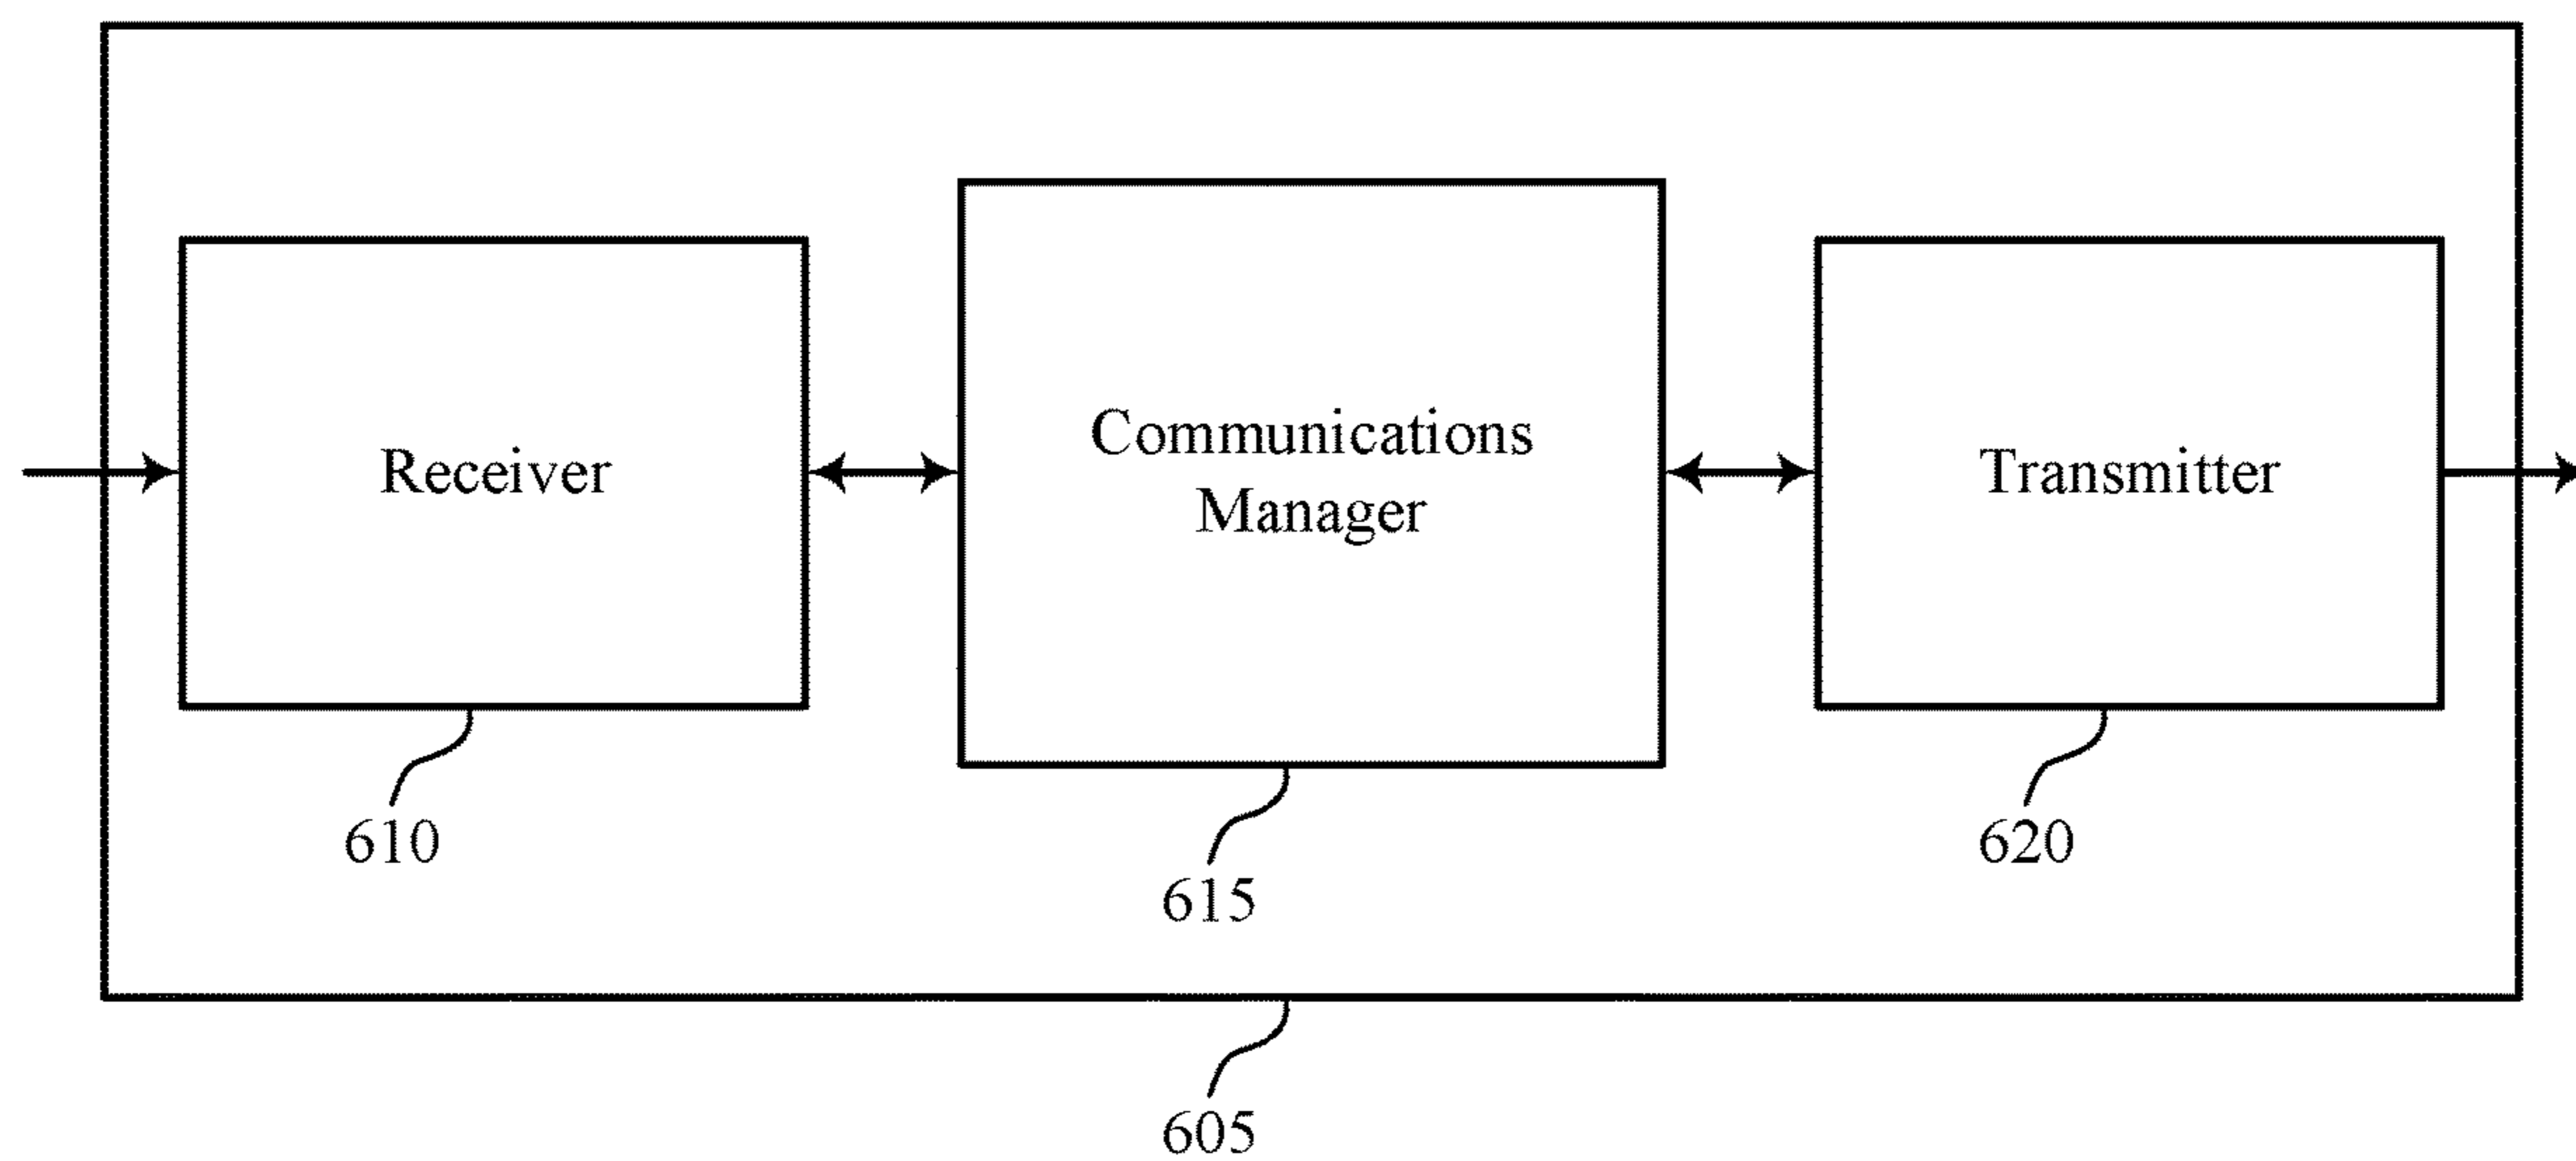 Receiver
Communications
Manager
Transmitter
610
615
620
605